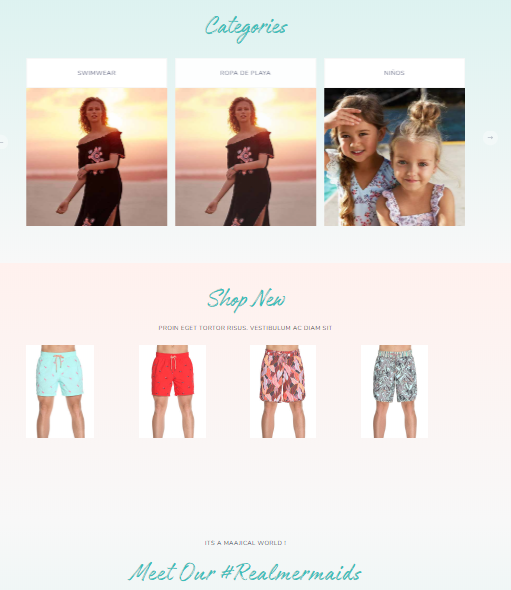 Categories
SWIMWEAR
ROPA DE PLAYA
NIÑOS
Shop New
PROIN EGET TORTOR RISUS. VESTIBULUM AC DIAM SIT
ITS A MAAJICAL WORLD !
Meet Our #Realmermaids